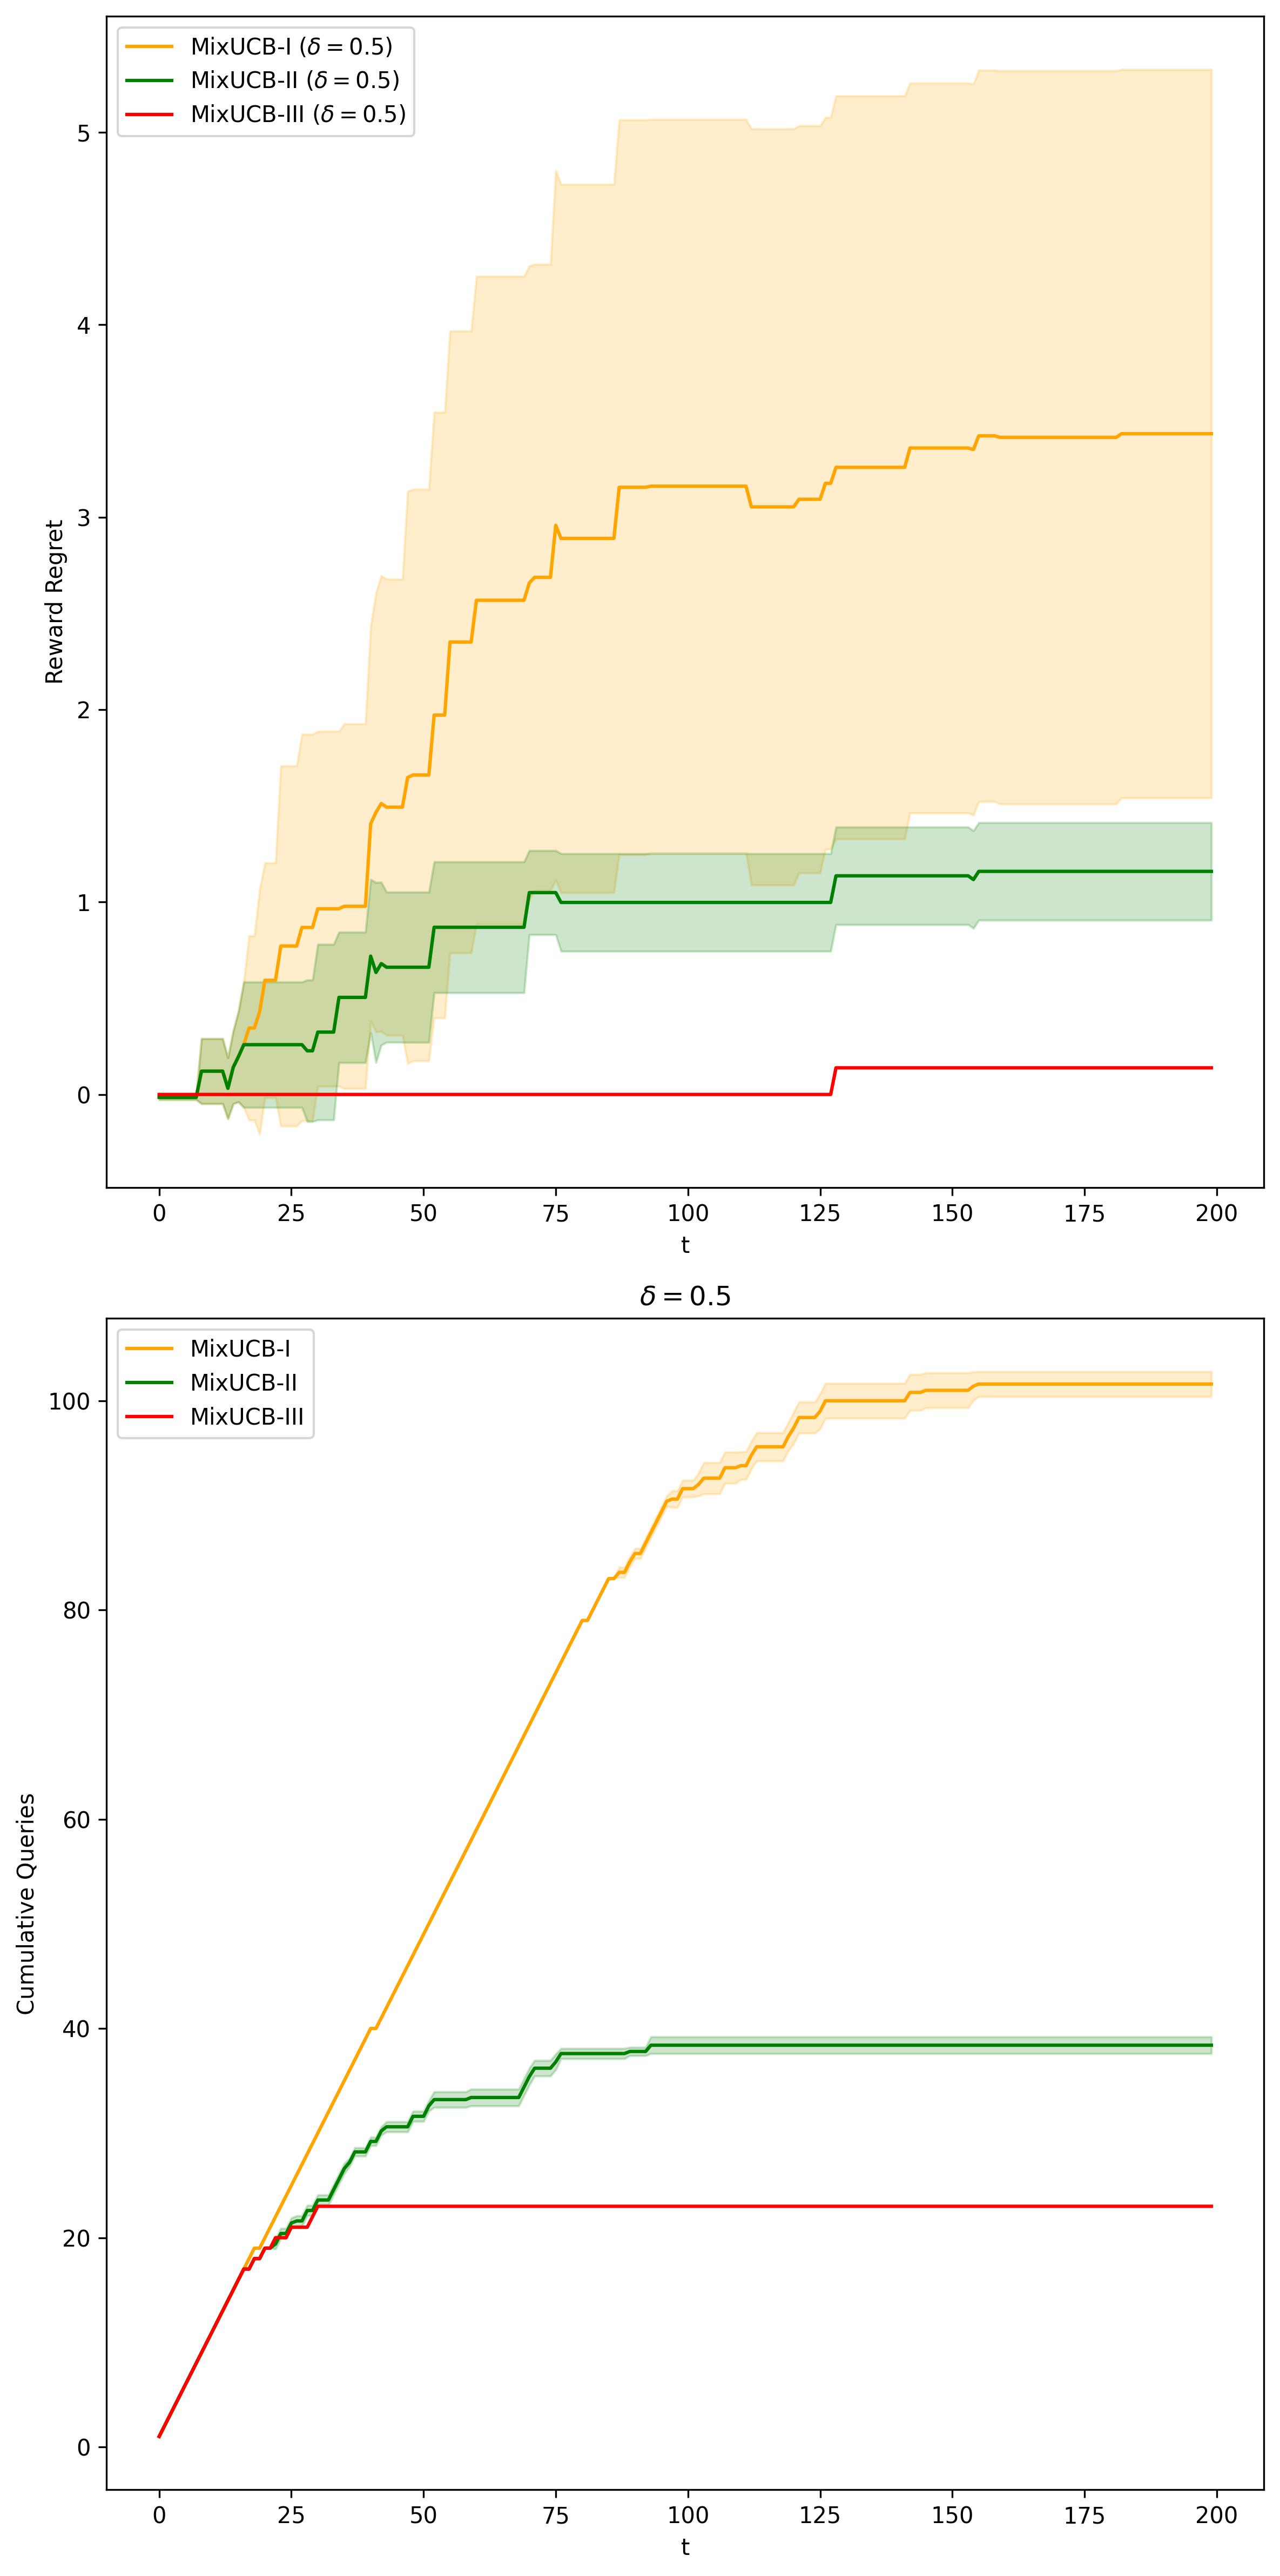 MixUCB-I (δ = 0.5)
MixUCB-II (δ = 0.5)
MixUCB-III (δ = 0.5)
5
4
3
2
1
0
Reward Regret
0 25 50 75 100 125 150 175 200
t
δ = 0.5
MixUCB-I
MixUCB-II
MixUCB-III
100
80
60
40
20
0
Cumulative Queries
0 25 50 75 100 125 150 175 200
t